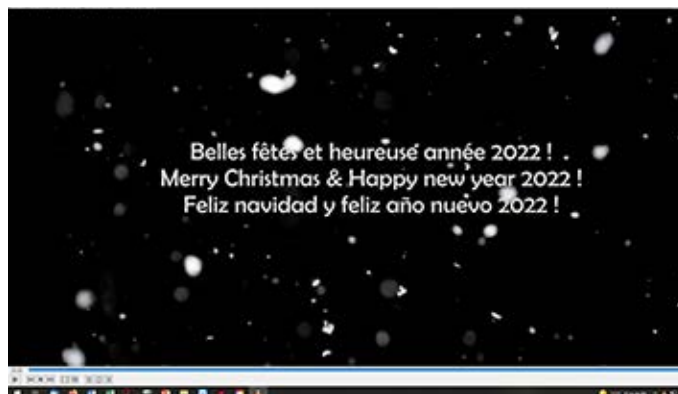 Belles fêtes et heureuse année 2022 !
Merry Christmas & Happy new year 2022 !
Feliz navidad y feliz año nuevo 2022 !